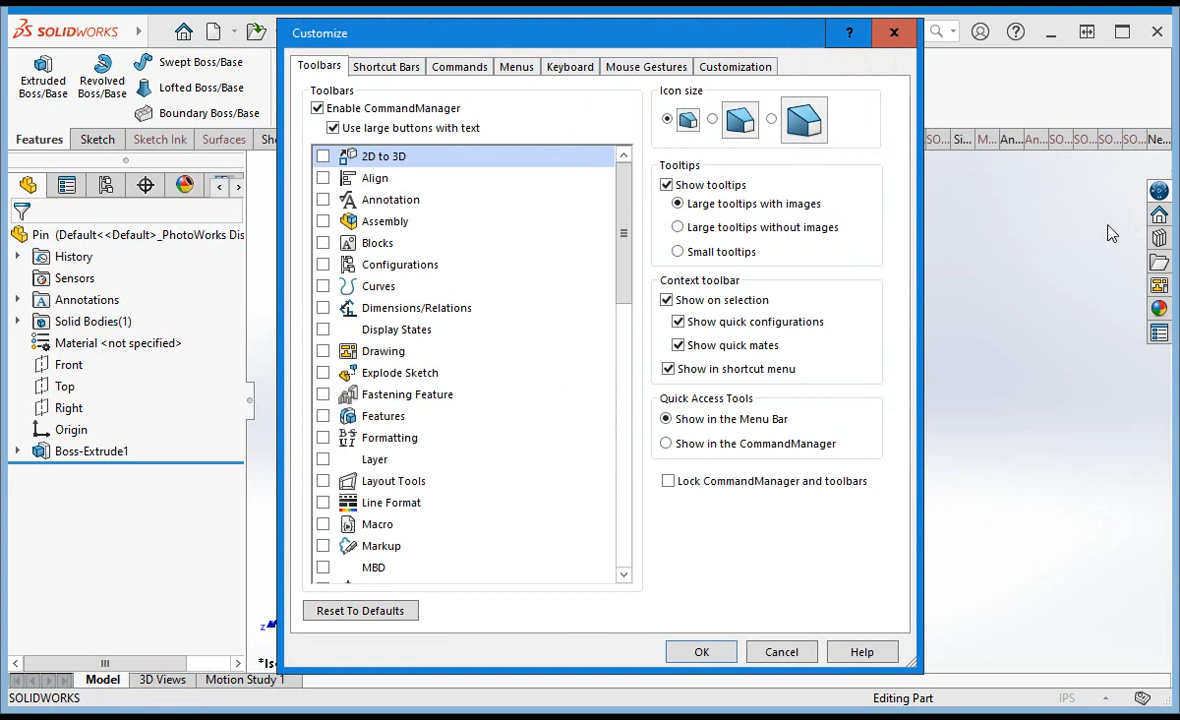 SOLIDWORKS
Customize
?
Extruded Boss/Base
Revolved Boss/Base
Swept Boss/Base
Lofted Boss/Base
Boundary Boss/Base
Features Sketch Sketch Ink Surfaces
SO... Si... M... SO... SO... SO... SO... Ne...
Pin (Default<<Default>_PhotoWorks Dis
History
Sensors
Annotations
Solid Bodies(1)
Material <not specified>
Front
Top
Right
Origin
Boss-Extrude1
Toolbars Shortcut Bars Commands Menus Keyboard Mouse Gestures Customization
Toolbars
Enable CommandManager
Use large buttons with text
2D to 3D
Align
Annotation
Assembly
Blocks
Configurations
Curves
Dimensions/Relations
Display States
Drawing
Explode Sketch
Fastening Feature
Features
Formatting
Layer
Layout Tools
Line Format
Macro
Markup
MBD
Reset To Defaults
Icon size
Tooltips
Show tooltips
Large tooltips with images
Large tooltips without images
Small tooltips
Context toolbar
Show on selection
Show quick configurations
Show quick mates
Show in shortcut menu
Quick Access Tools
Show in the Menu Bar
Show in the CommandManager
Lock CommandManager and toolbars
OK Cancel Help
z
Model 3D Views Motion Study 1
SOLIDWORKS
Editing Part
IPS